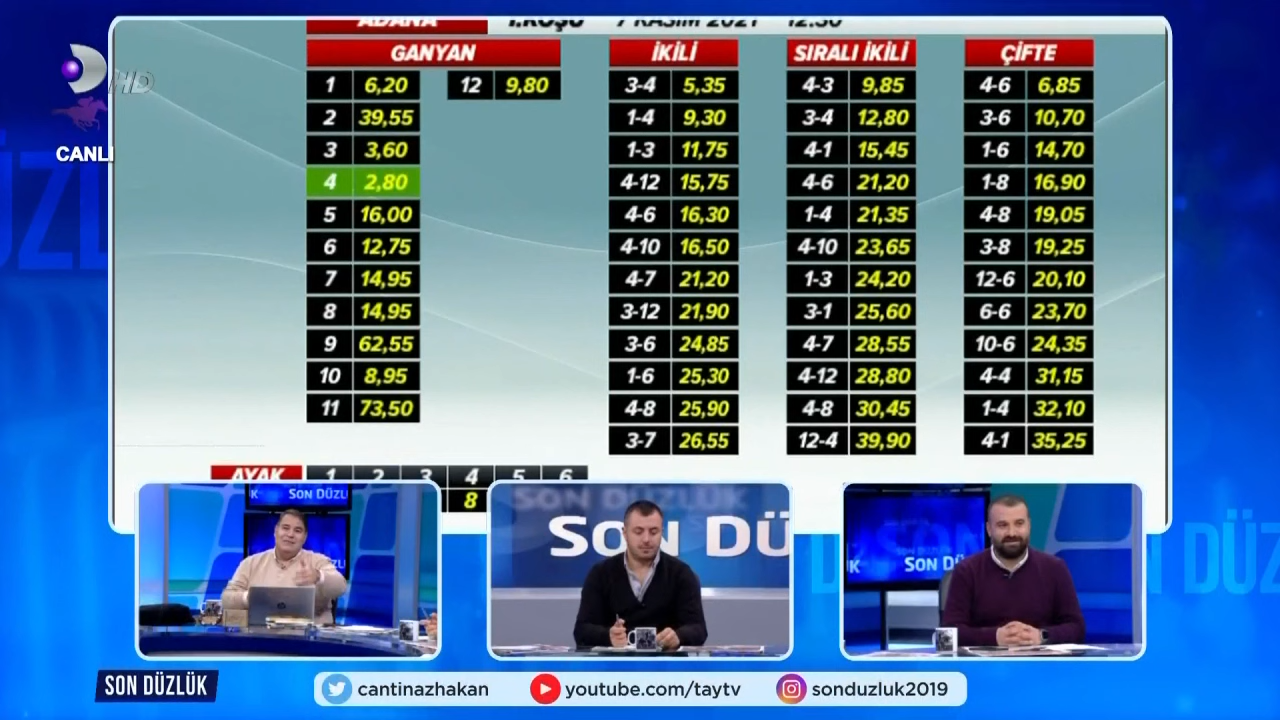 ADANA 1.KOŞU 7 KASIM 2021 12:30
HD
CANLI
GANYAN
1 6,20 12 9,80
2 39,55
3 3,60
4 2,80
5 16,00
6 12,75
7 14,95
8 14,95
9 62,55
10 8,95
11 73,50
İKİLİ
3-4 5,35
1-4 9,30
1-3 11,75
4-12 15,75
4-6 16,30
4-10 16,50
4-7 21,20
3-12 21,90
3-6 24,85
1-6 25,30
4-8 25,90
3-7 26,55
SIRALI İKİLİ
4-3 9,85
3-4 12,80
4-1 15,45
4-6 21,20
1-4 21,35
4-10 23,65
1-3 24,20
3-1 25,60
4-7 28,55
4-12 28,80
4-8 30,45
12-4 39,90
ÇİFTE
4-6 6,85
3-6 10,70
1-6 14,70
1-8 16,90
4-8 19,05
3-8 19,25
12-6 20,10
6-6 23,70
10-6 24,35
4-4 31,15
1-4 32,10
4-1 35,25
AYAK 1 2 3 4 5 6
8
K SON DÜZLÜ
SON DÜZLÜK
SON DÜ
K SON DÜ
SON DÜZLÜK
cantinazhakan
youtube.com/taytv
sonduzluk2019